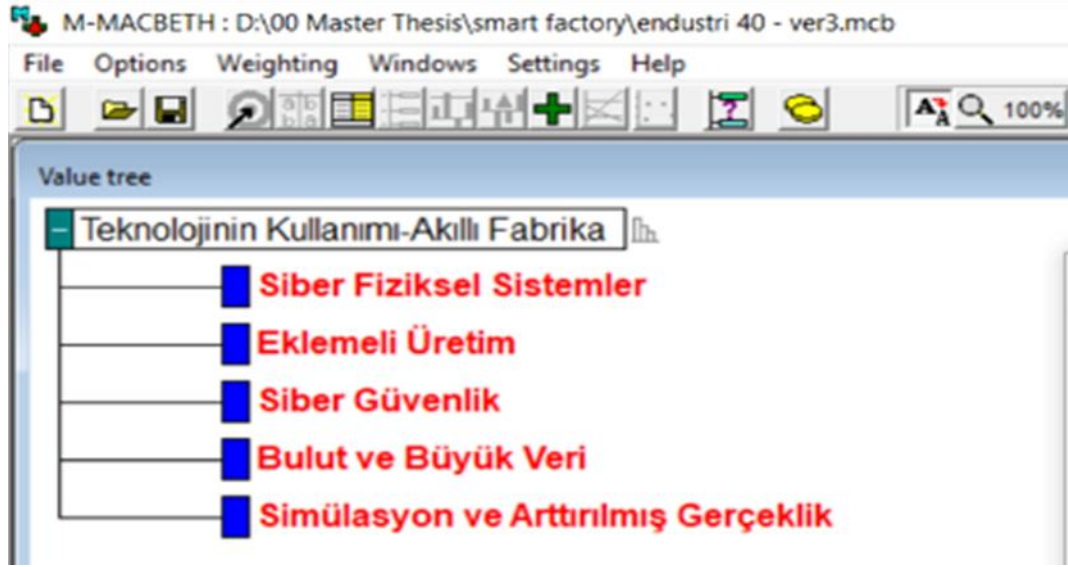 M-MACBETH : D:\00 Master Thesis\smart factory\endustri 40 - ver3.mcb
File Options Weighting Windows Settings Help
100%
Value tree
Teknolojinin Kullanımı-Akıllı Fabrika
Siber Fiziksel Sistemler
Eklemeli Üretim
Siber Güvenlik
Bulut ve Büyük Veri
Simülasyon ve Arttırılmış Gerçeklik